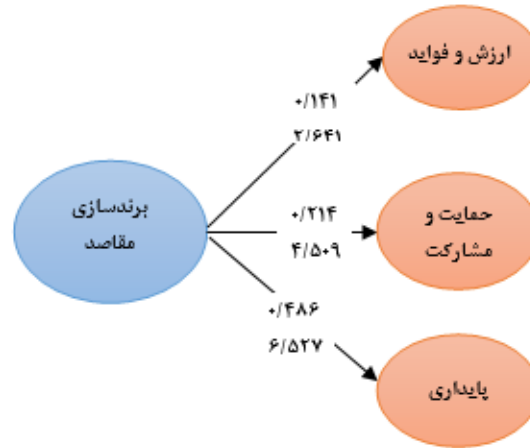 ارزش و فواید
۰/۱۴۱
۲/۶۴۱
برندسازی
مقاصد
۰/۲۱۴
۴/۵۰۹
حمایت و
مشارکت
۰/۴۸۶
۶/۵۲۷
پایداری